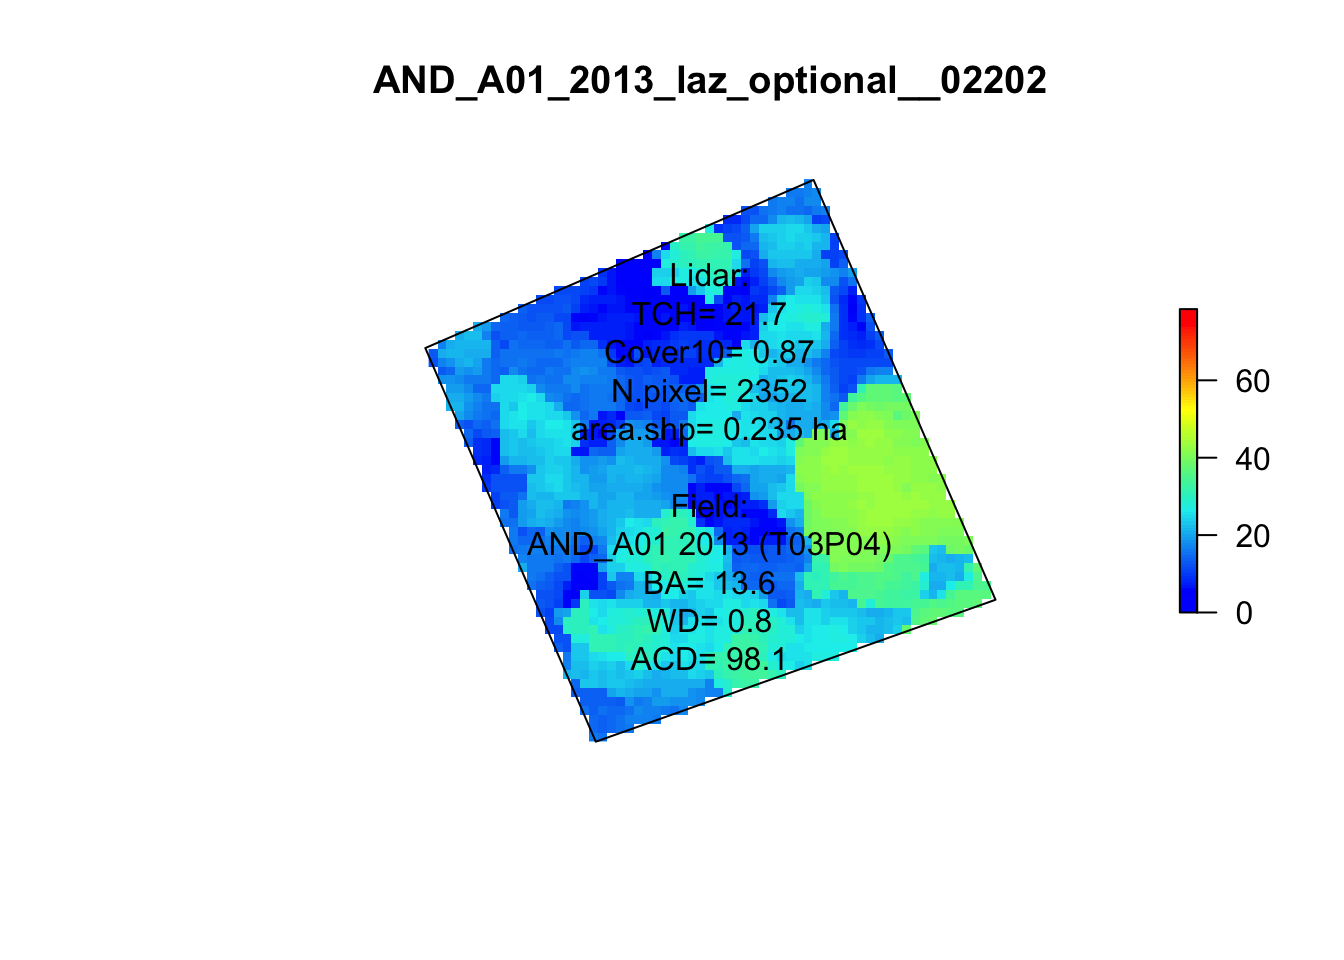 AND_A01_2013_laz_optional__02202
Lidar:
TCH= 21.7
Cover10= 0.87
N.pixel= 2352
area.shp= 0.235 ha
Field:
AND_A01 2013 (T03P04)
BA= 13.6
WD= 0.8
ACD= 98.1
60
40
20
0